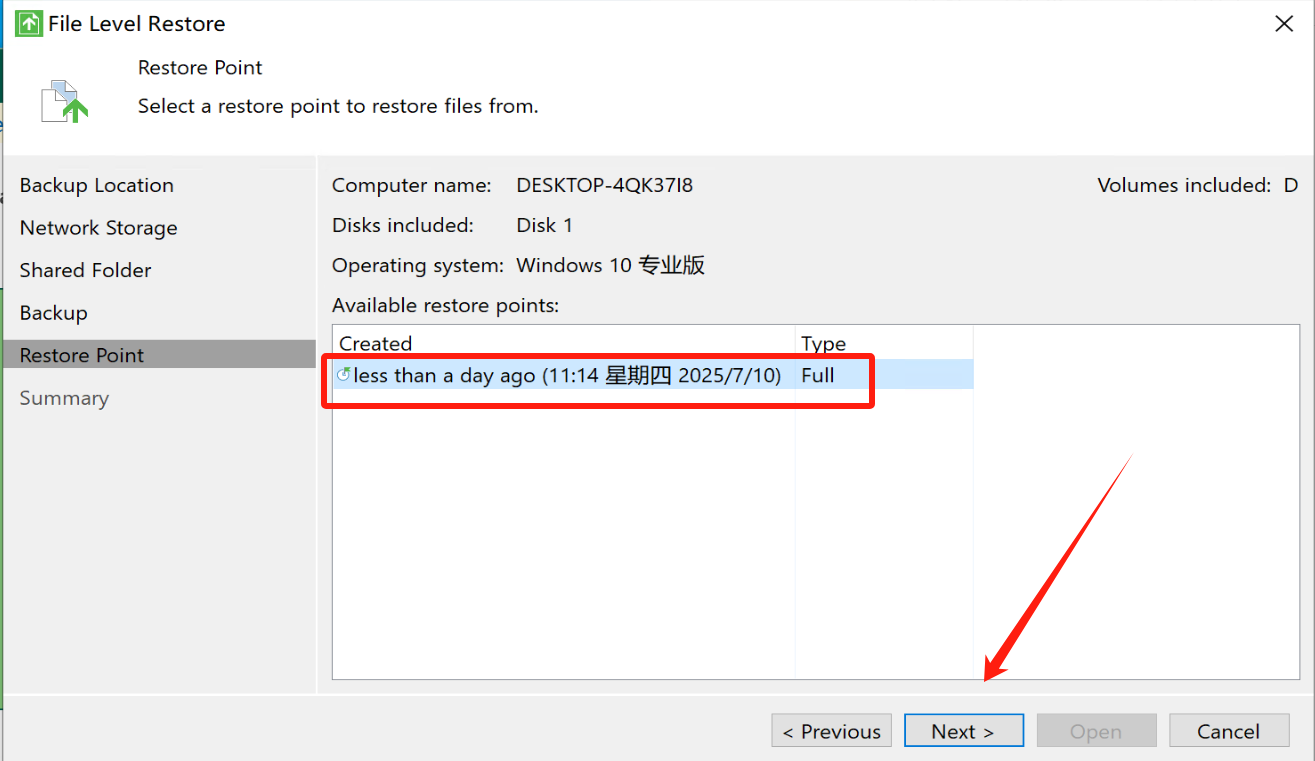 File Level Restore
Restore Point
Select a restore point to restore files from.
Backup Location
Network Storage
Shared Folder
Backup
Restore Point
Summary
Computer name: DESKTOP-4QK37I8 Volumes included: D
Disks included: Disk 1
Operating system: Windows 10 专业版
Available restore points:
Created Type
less than a day ago (11:14 星期四 2025/7/10) Full
< Previous Next > Open Cancel